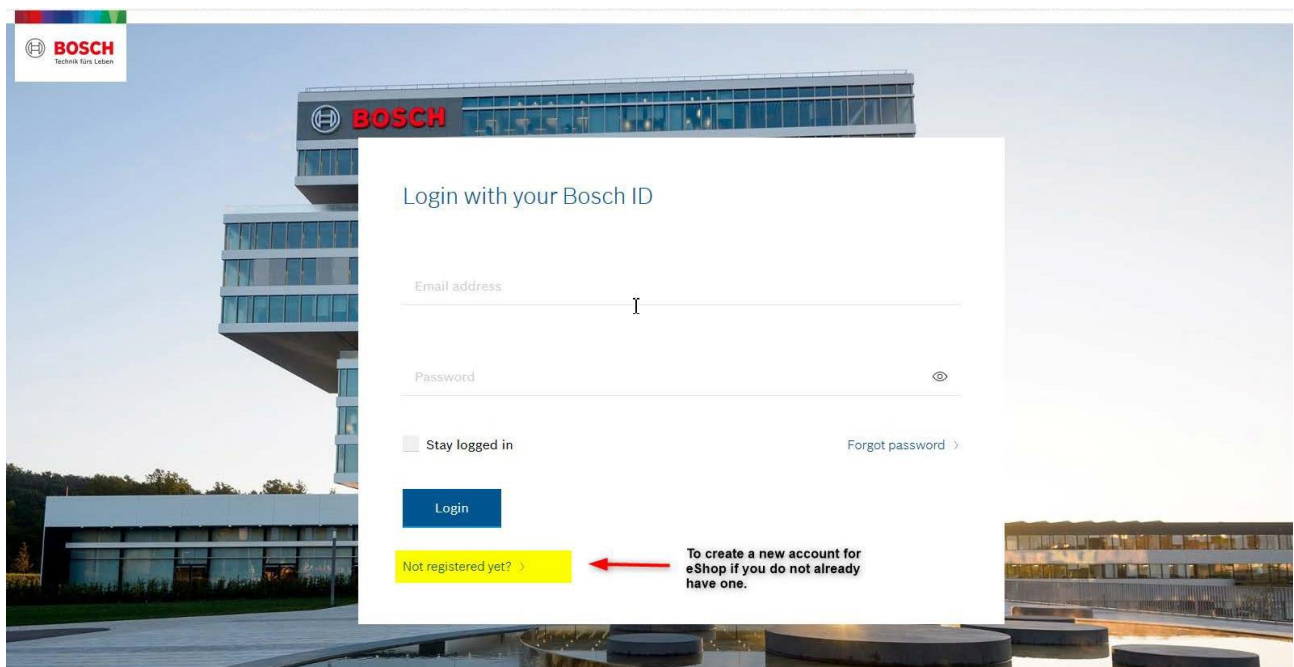 BOSCH
Technik fürs Leben
BOSCH
Login with your Bosch ID
Email address
Password
Stay logged in
Forgot password >
Login
Not registered yet? >
To create a new account for
eShop if you do not already
have one.